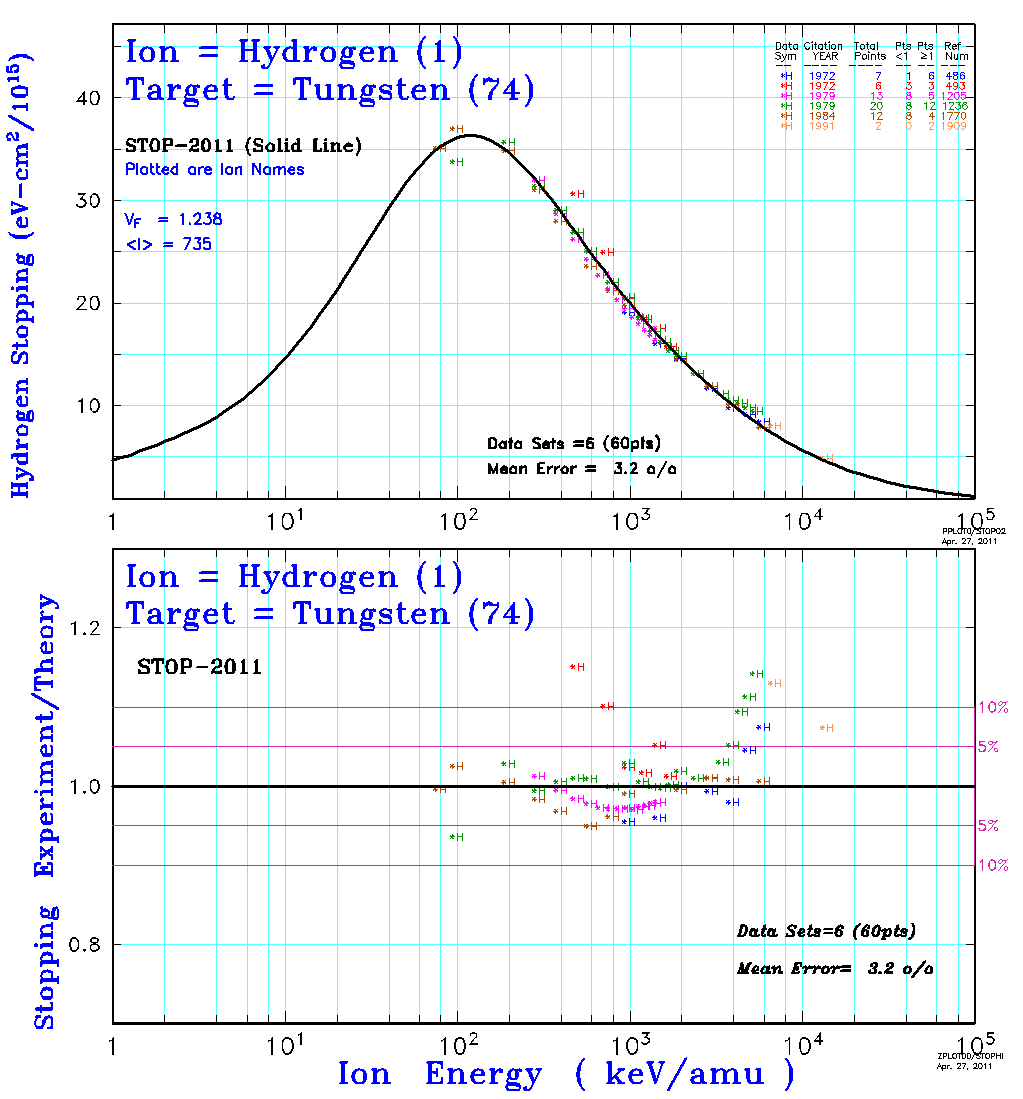 Ion = Hydrogen (1)
Target = Tungsten (74)
STOP-2011 (Solid Line)
Plotted are Ion Names
VF = 1.238
<I> = 735
Data Citation Total Pts Pts Ref
Sym YEAR Points <1 ≥1 Num
*H 1972 7 1 6 486
*H 1972 6 3 3 493
*H 1979 13 8 5 1205
*H 1979 20 8 12 1236
*H 1984 12 8 4 1770
*H 1991 2 0 2 1909
Hydrogen Stopping (eV-cm²/10¹⁵)
40
30
20
10
Data Sets =6 (60pts)
Mean Error = 3.2 o/o
1 10¹ 10² 10³ 10⁴ 10⁵
PPLOTQ/STOP02
Apr. 27, 2011
Ion = Hydrogen (1)
Target = Tungsten (74)
STOP-2011
Stopping Experiment/Theory
1.2
1.0
0.8
10%
5%
5%
10%
Data Sets=6 (60pts)
Mean Error= 3.2 o/o
1 10¹ 10² 10³ 10⁴ 10⁵
ZPLOTDD/STOPHI
Apr. 27, 2011
Ion Energy ( keV/amu )